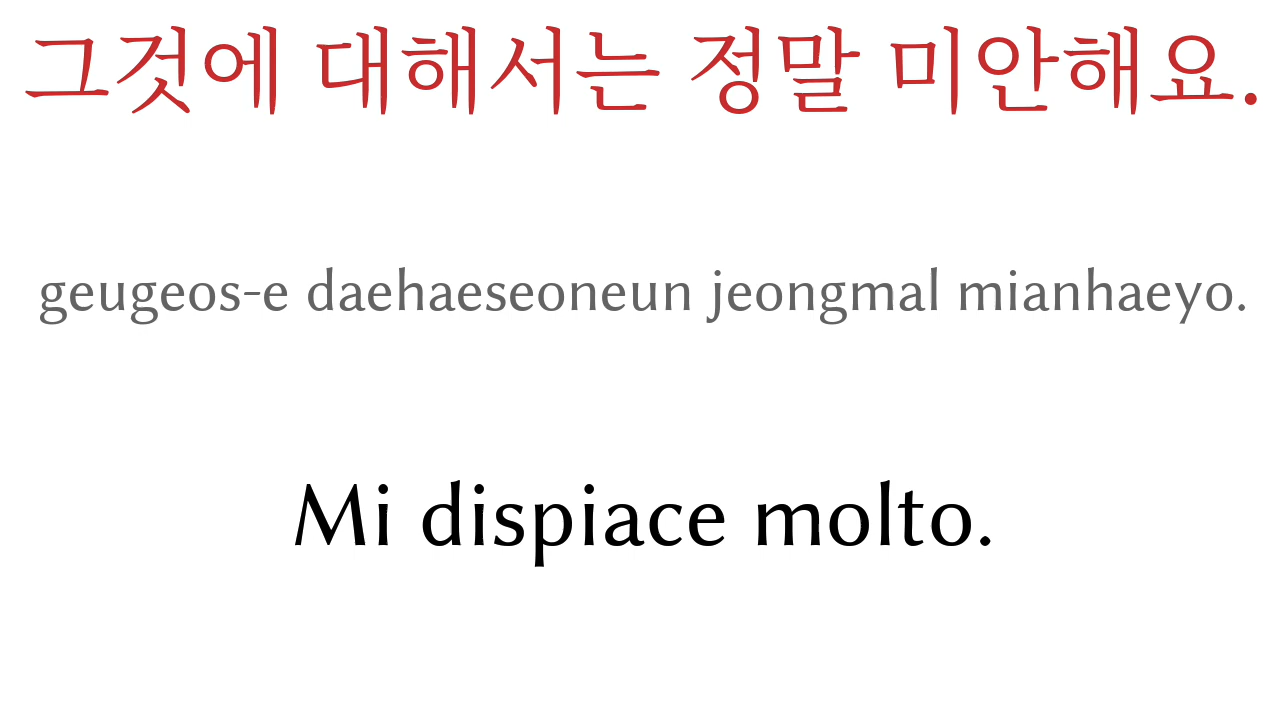 그것에 대해서는 정말 미안해요.
geugeos-e daehaeseoneun jeongmal mianhaeyo.
Mi dispiace molto.